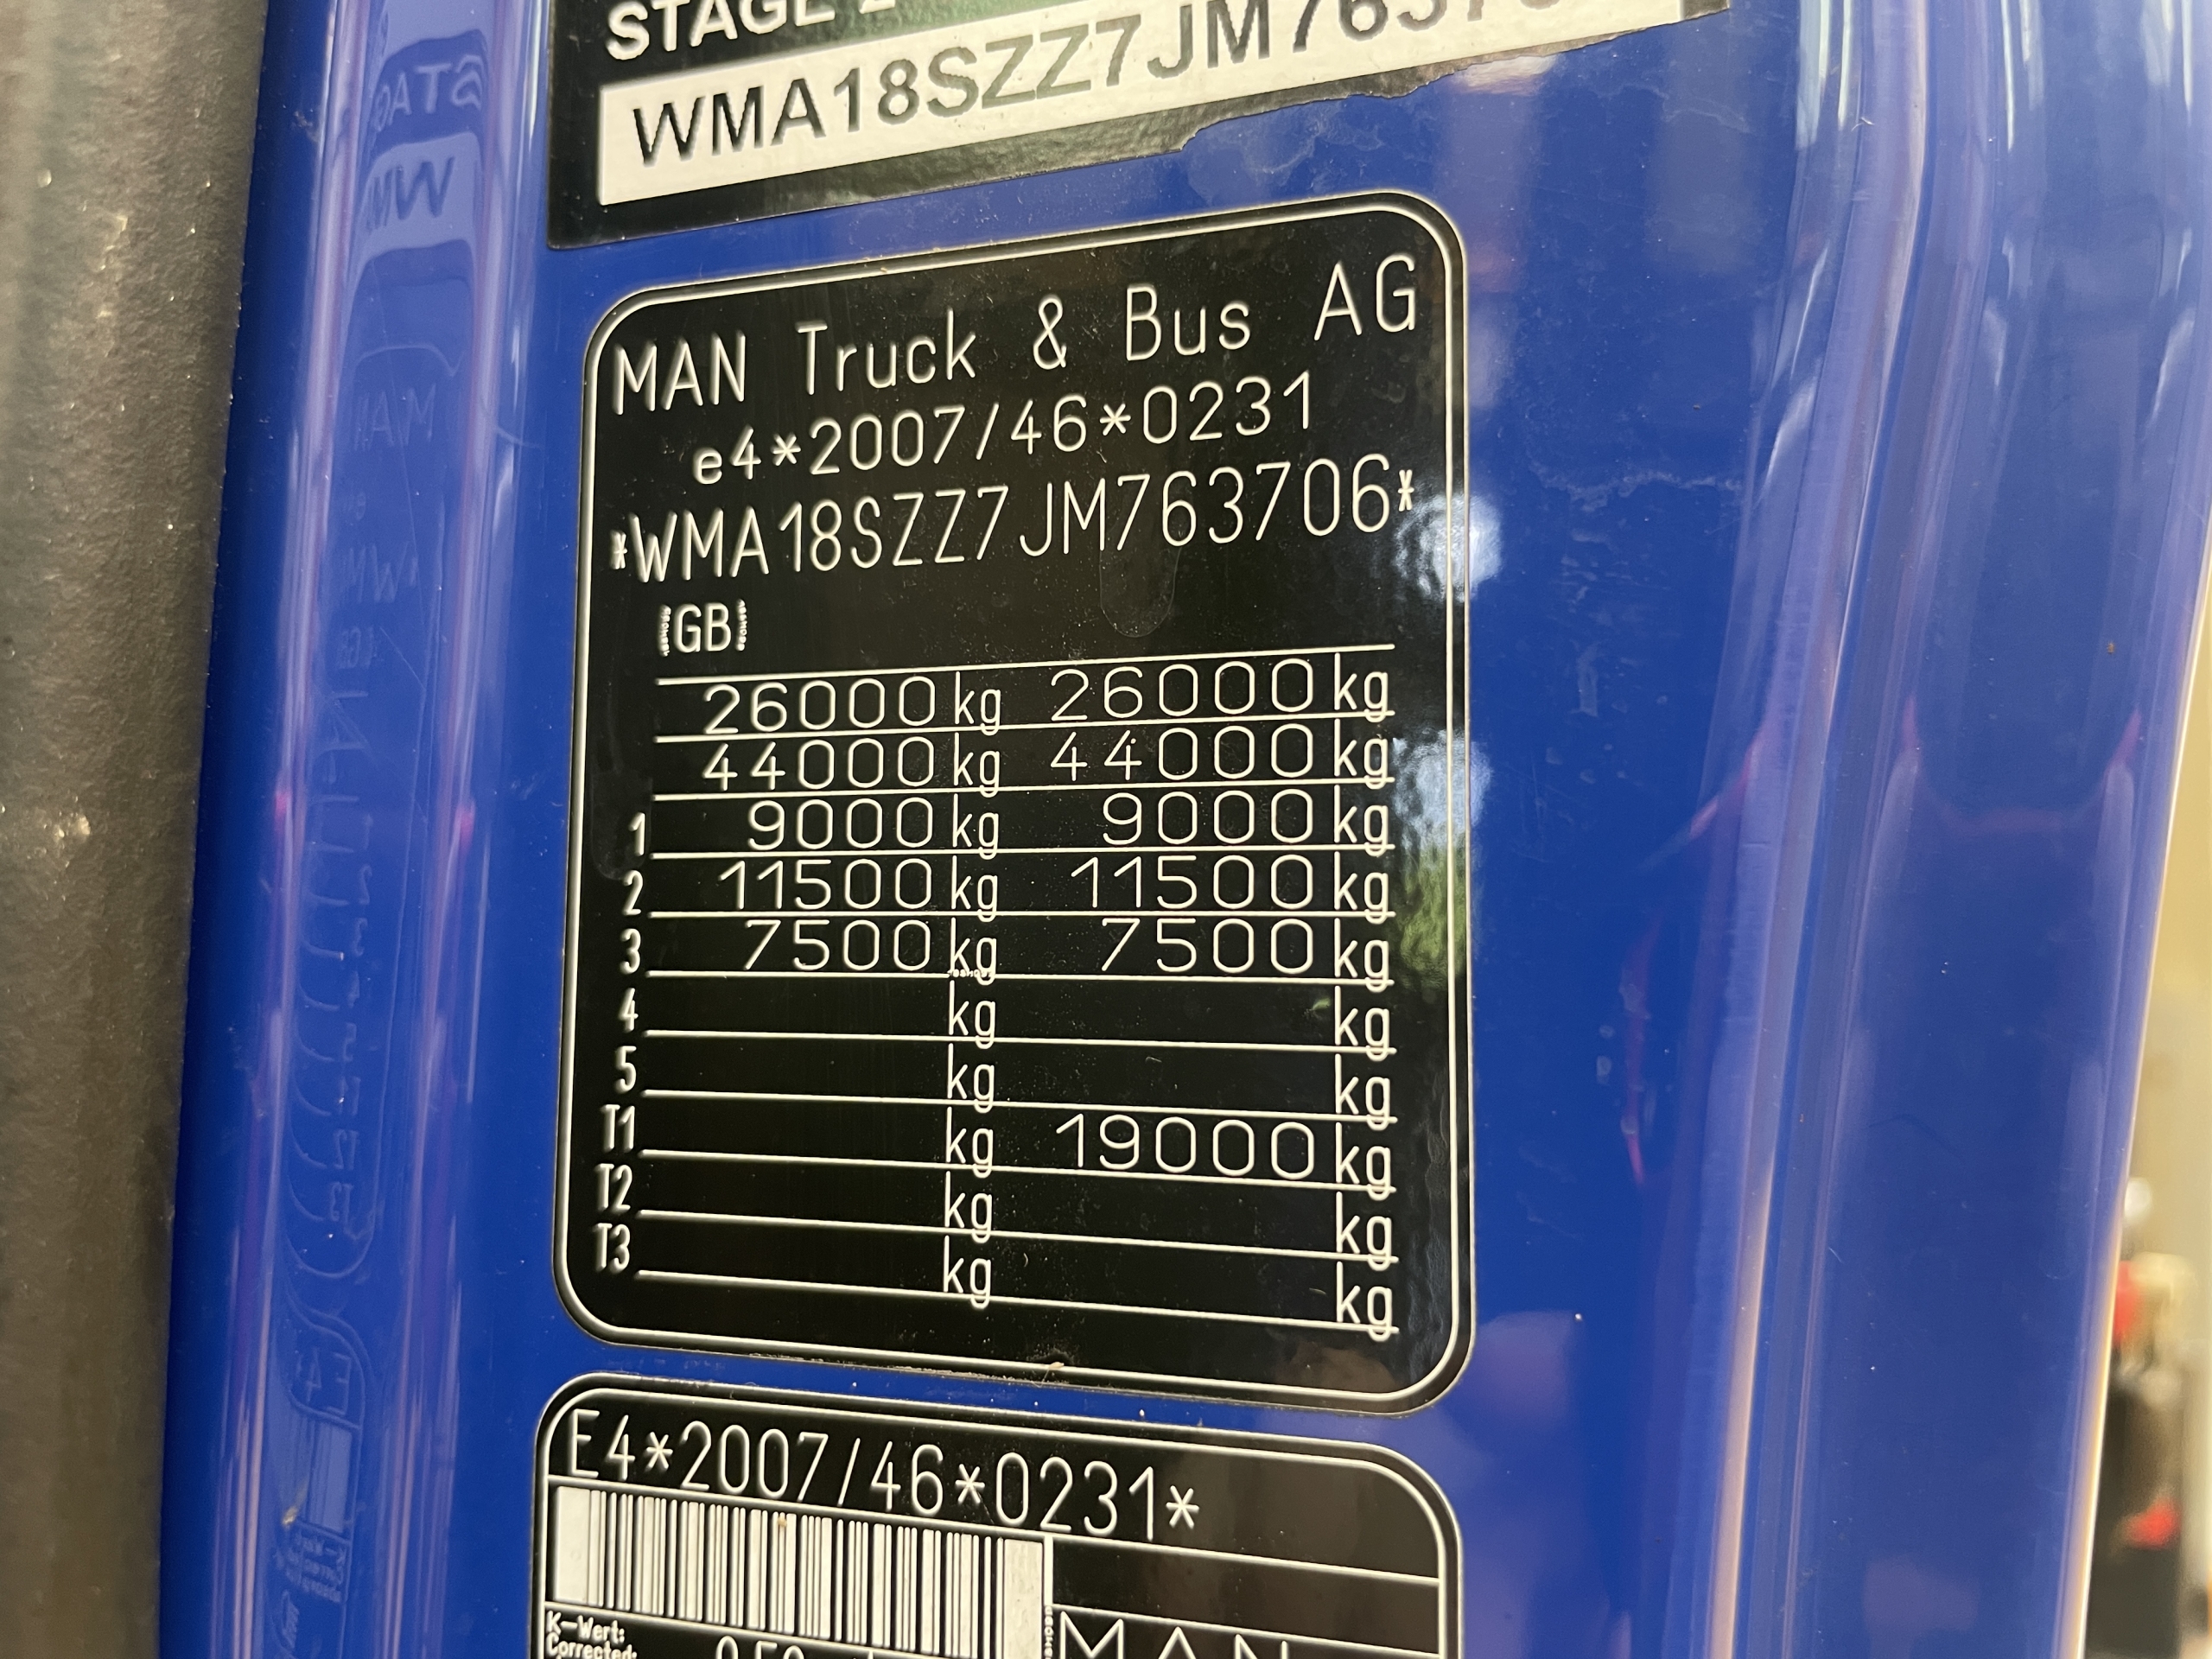 STAGE 2
WMA18SZZ7JM76370
MAN Truck & Bus AG
e4*2007/46*0231
*WMA18SZZ7JM763706*
GB
26000 kg 26000 kg
44000 kg 44000 kg
1 9000 kg 9000 kg
2 11500 kg 11500 kg
3 7500 kg 7500 kg
4 kg kg
5 kg kg
T1 kg 19000 kg
T2 kg kg
T3 kg kg
E4*2007/46*0231*
K-Wert:
Corrected:
MAN